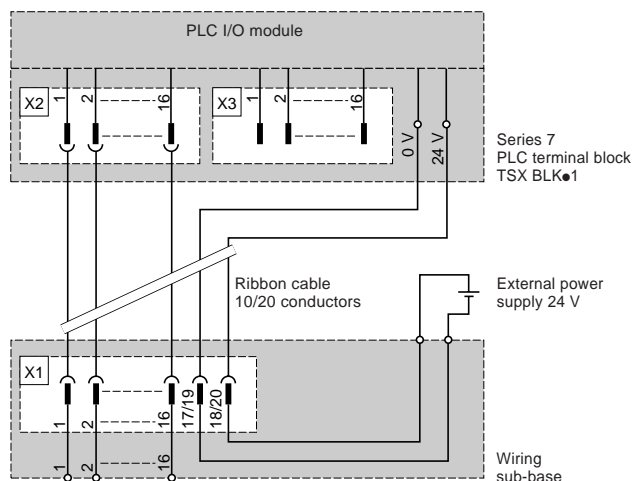 PLC I/O module
X2
1
2
16
X3
1
2
16
0 V
24 V
Series 7
PLC terminal block
TSX BLK●1
Ribbon cable
10/20 conductors
External power
supply 24 V
X1
1
2
16
17/19
18/20
1
2
16
Wiring
sub-base